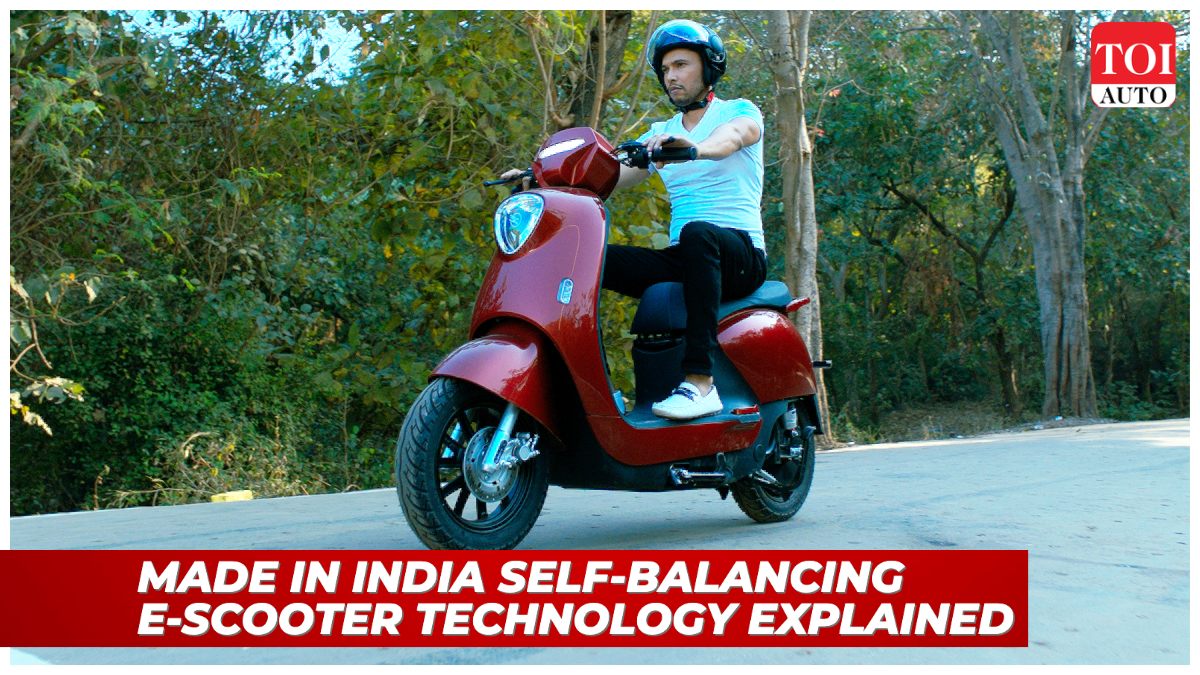 TOI
AUTO
MADE IN INDIA SELF-BALANCING
E-SCOOTER TECHNOLOGY EXPLAINED